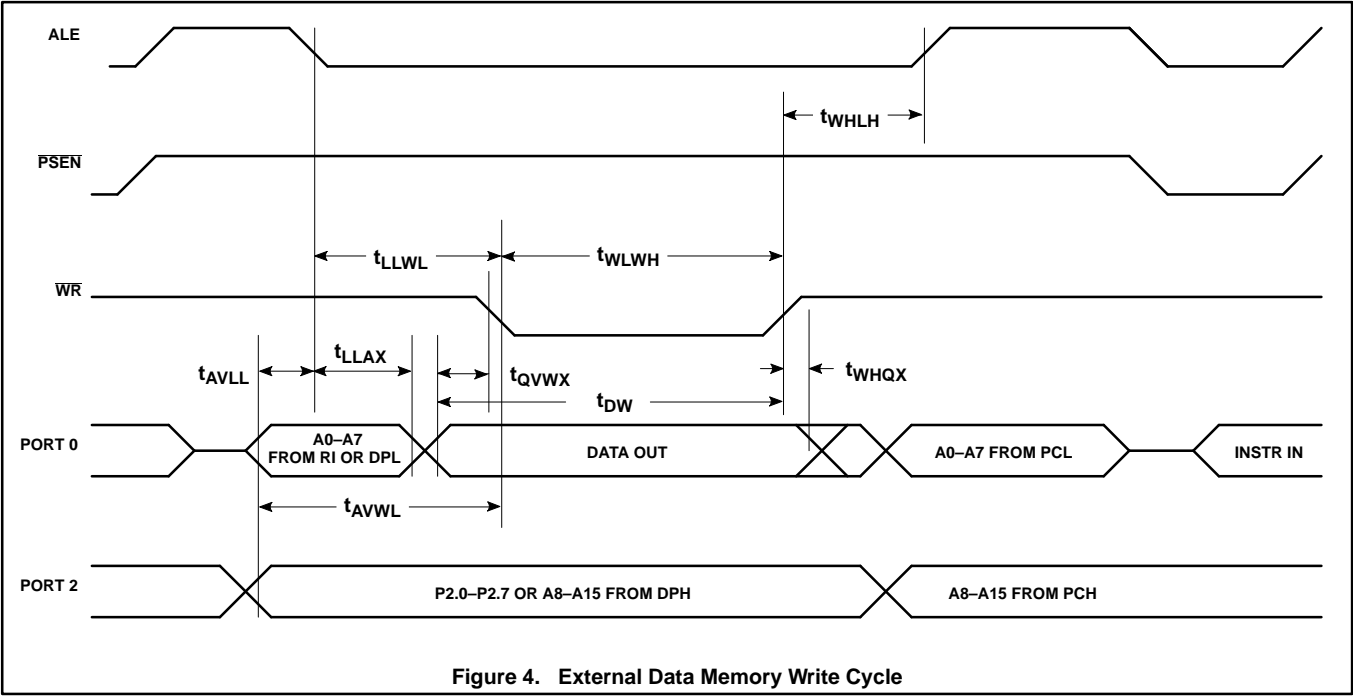 ALE
tWHLH
PSEN
tLLWL
tWLWH
WR
tAVLL
tLLAX
tQVWX
tWHQX
tDW
PORT 0
A0–A7
FROM RI OR DPL
DATA OUT
A0–A7 FROM PCL
INSTR IN
tAVWL
PORT 2
P2.0–P2.7 OR A8–A15 FROM DPH
A8–A15 FROM PCH
Figure 4. External Data Memory Write Cycle